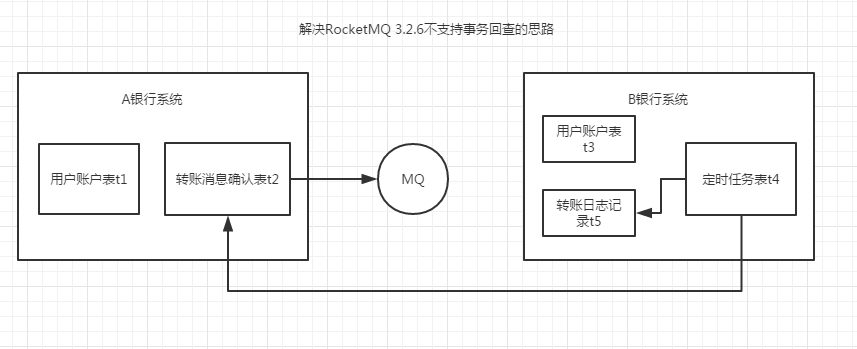 解决RocketMQ 3.2.6不支持事务回查的思路
A银行系统
用户账户表t1
转账消息确认表t2
MQ
B银行系统
用户账户表
t3
转账日志记
录t5
定时任务表t4